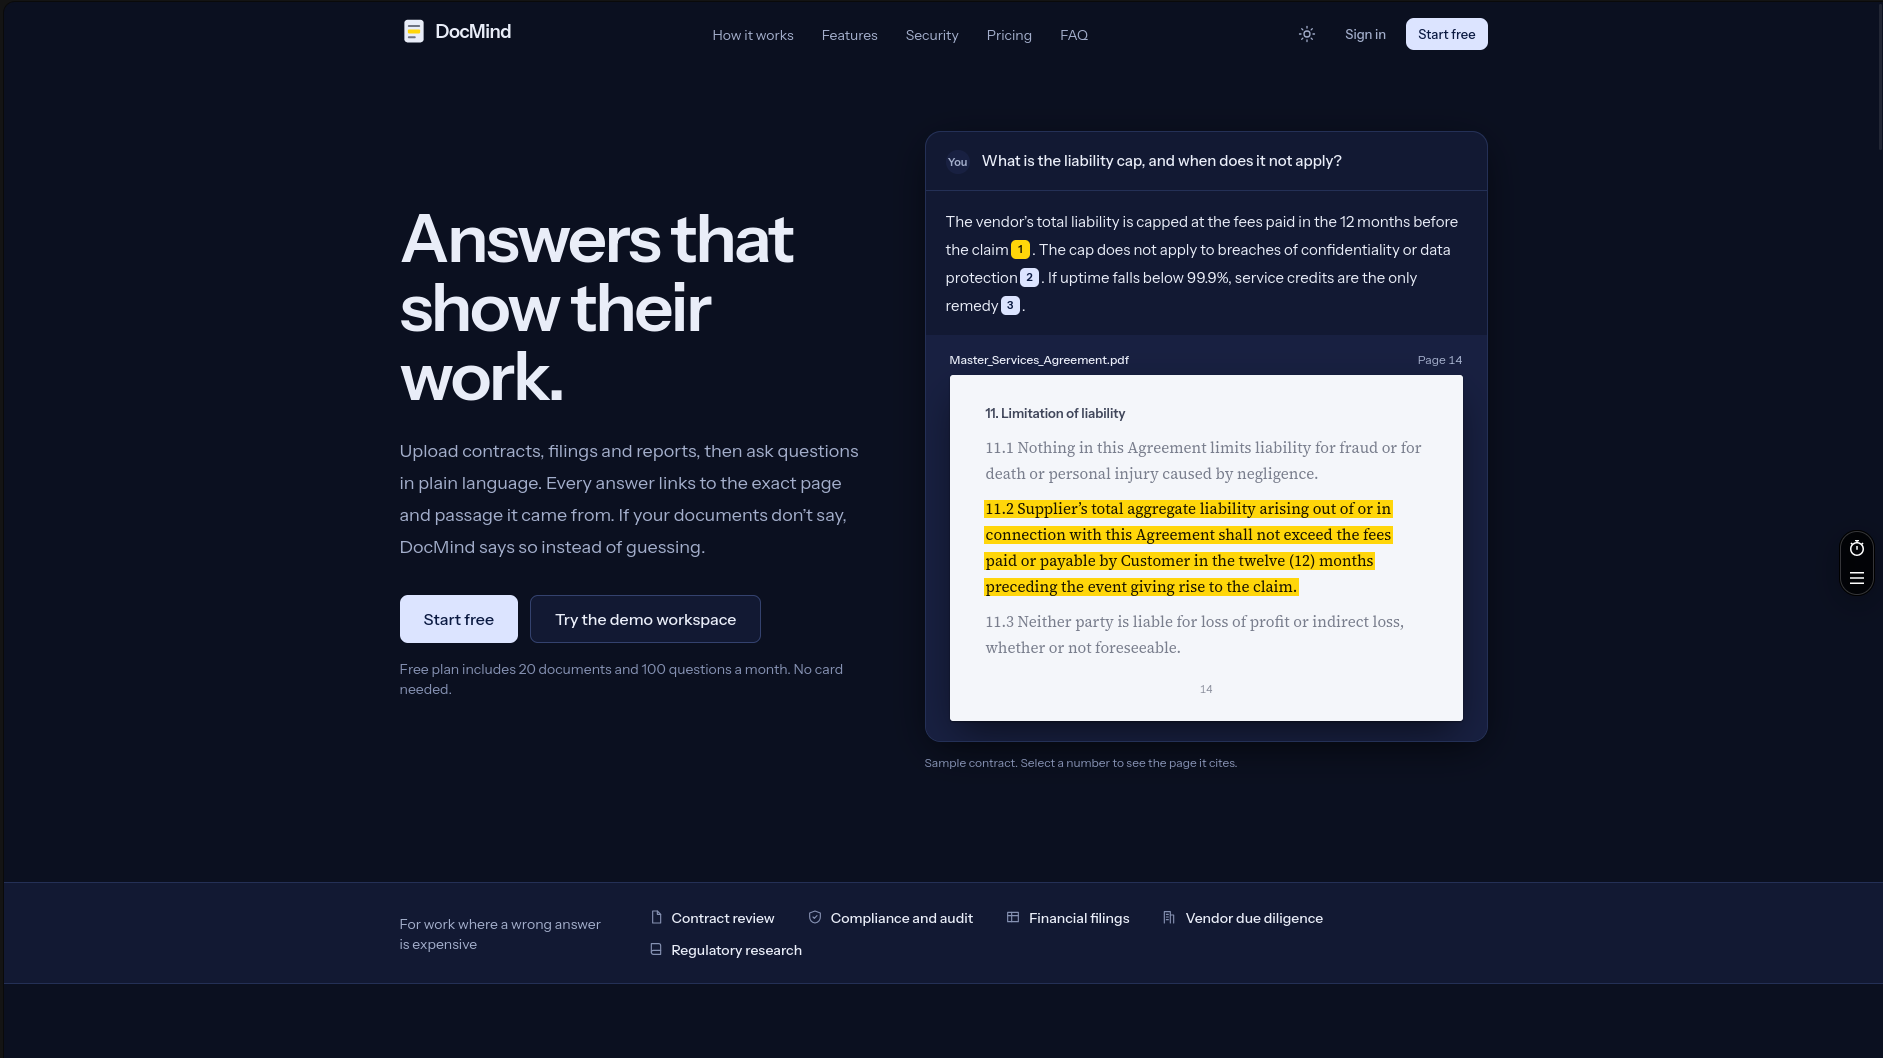 DocMind
How it works Features Security Pricing FAQ
Sign in
Start free
Answers that
show their
work.
Upload contracts, filings and reports, then ask questions
in plain language. Every answer links to the exact page
and passage it came from. If your documents don’t say,
DocMind says so instead of guessing.
Start free
Try the demo workspace
Free plan includes 20 documents and 100 questions a month. No card
needed.
You What is the liability cap, and when does it not apply?
The vendor’s total liability is capped at the fees paid in the 12 months before
the claim 1 . The cap does not apply to breaches of confidentiality or data
protection 2 . If uptime falls below 99.9%, service credits are the only
remedy 3 .
Master_Services_Agreement.pdf Page 14
11. Limitation of liability
11.1 Nothing in this Agreement limits liability for fraud or for
death or personal injury caused by negligence.
11.2 Supplier’s total aggregate liability arising out of or in
connection with this Agreement shall not exceed the fees
paid or payable by Customer in the twelve (12) months
preceding the event giving rise to the claim.
11.3 Neither party is liable for loss of profit or indirect loss,
whether or not foreseeable.
14
Sample contract. Select a number to see the page it cites.
For work where a wrong answer
is expensive
Contract review Compliance and audit Financial filings Vendor due diligence
Regulatory research